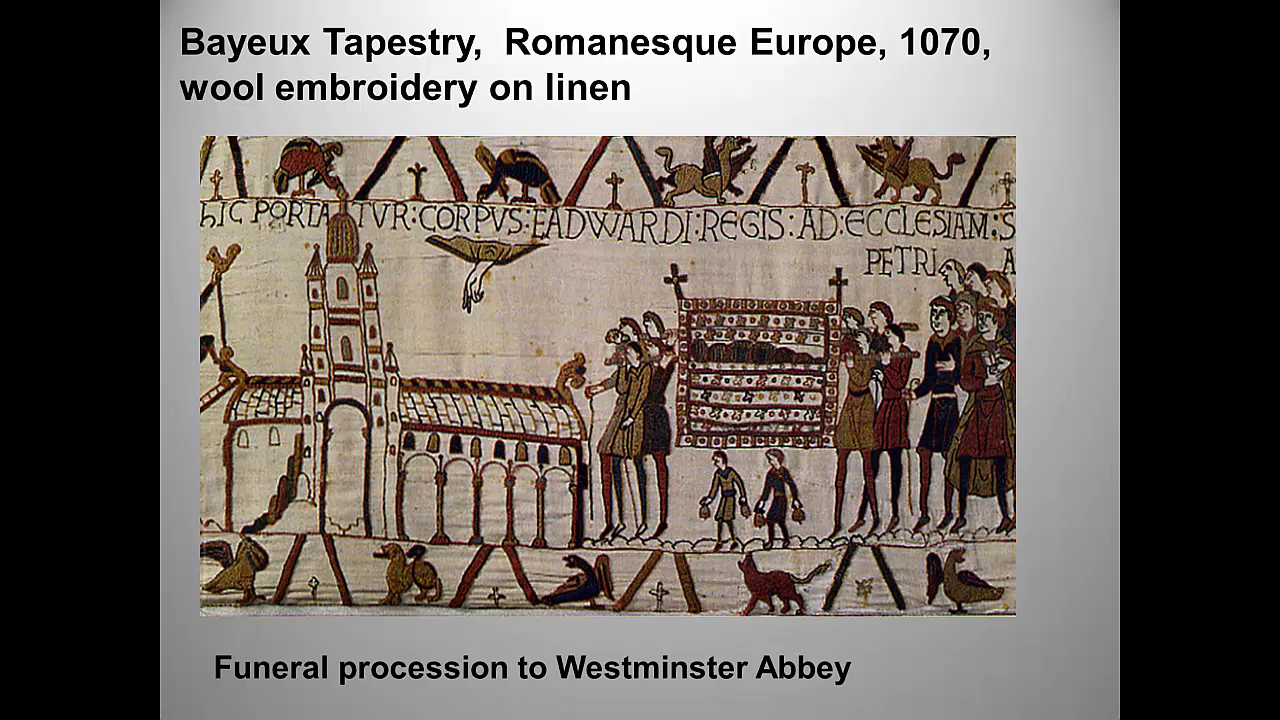 Bayeux Tapestry, Romanesque Europe, 1070,
wool embroidery on linen
hIC PORTATVR:CORPVS:EADWARDI:REGIS:AD:ECCLESIAM:S
PETRI A
Funeral procession to Westminster Abbey